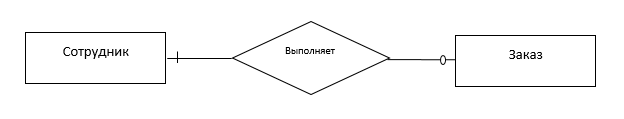 Сотрудник
Выполняет
Заказ